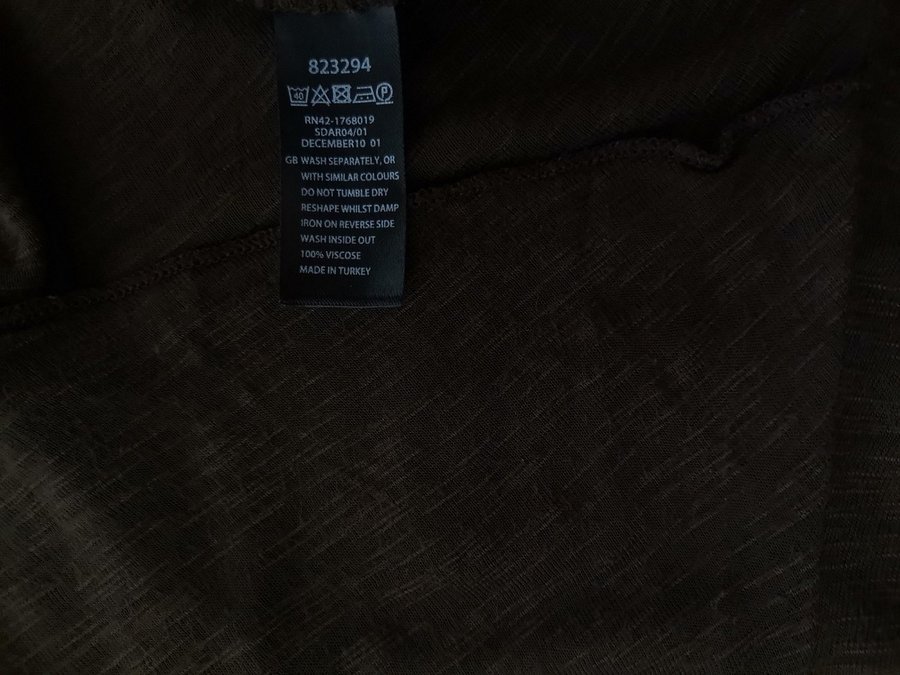 823294
40 P
RN42-1768019
SDAR04/01
DECEMBER10 01
GB WASH SEPARATELY, OR
WITH SIMILAR COLOURS
DO NOT TUMBLE DRY
RESHAPE WHILST DAMP
IRON ON REVERSE SIDE
WASH INSIDE OUT
100% VISCOSE
MADE IN TURKEY